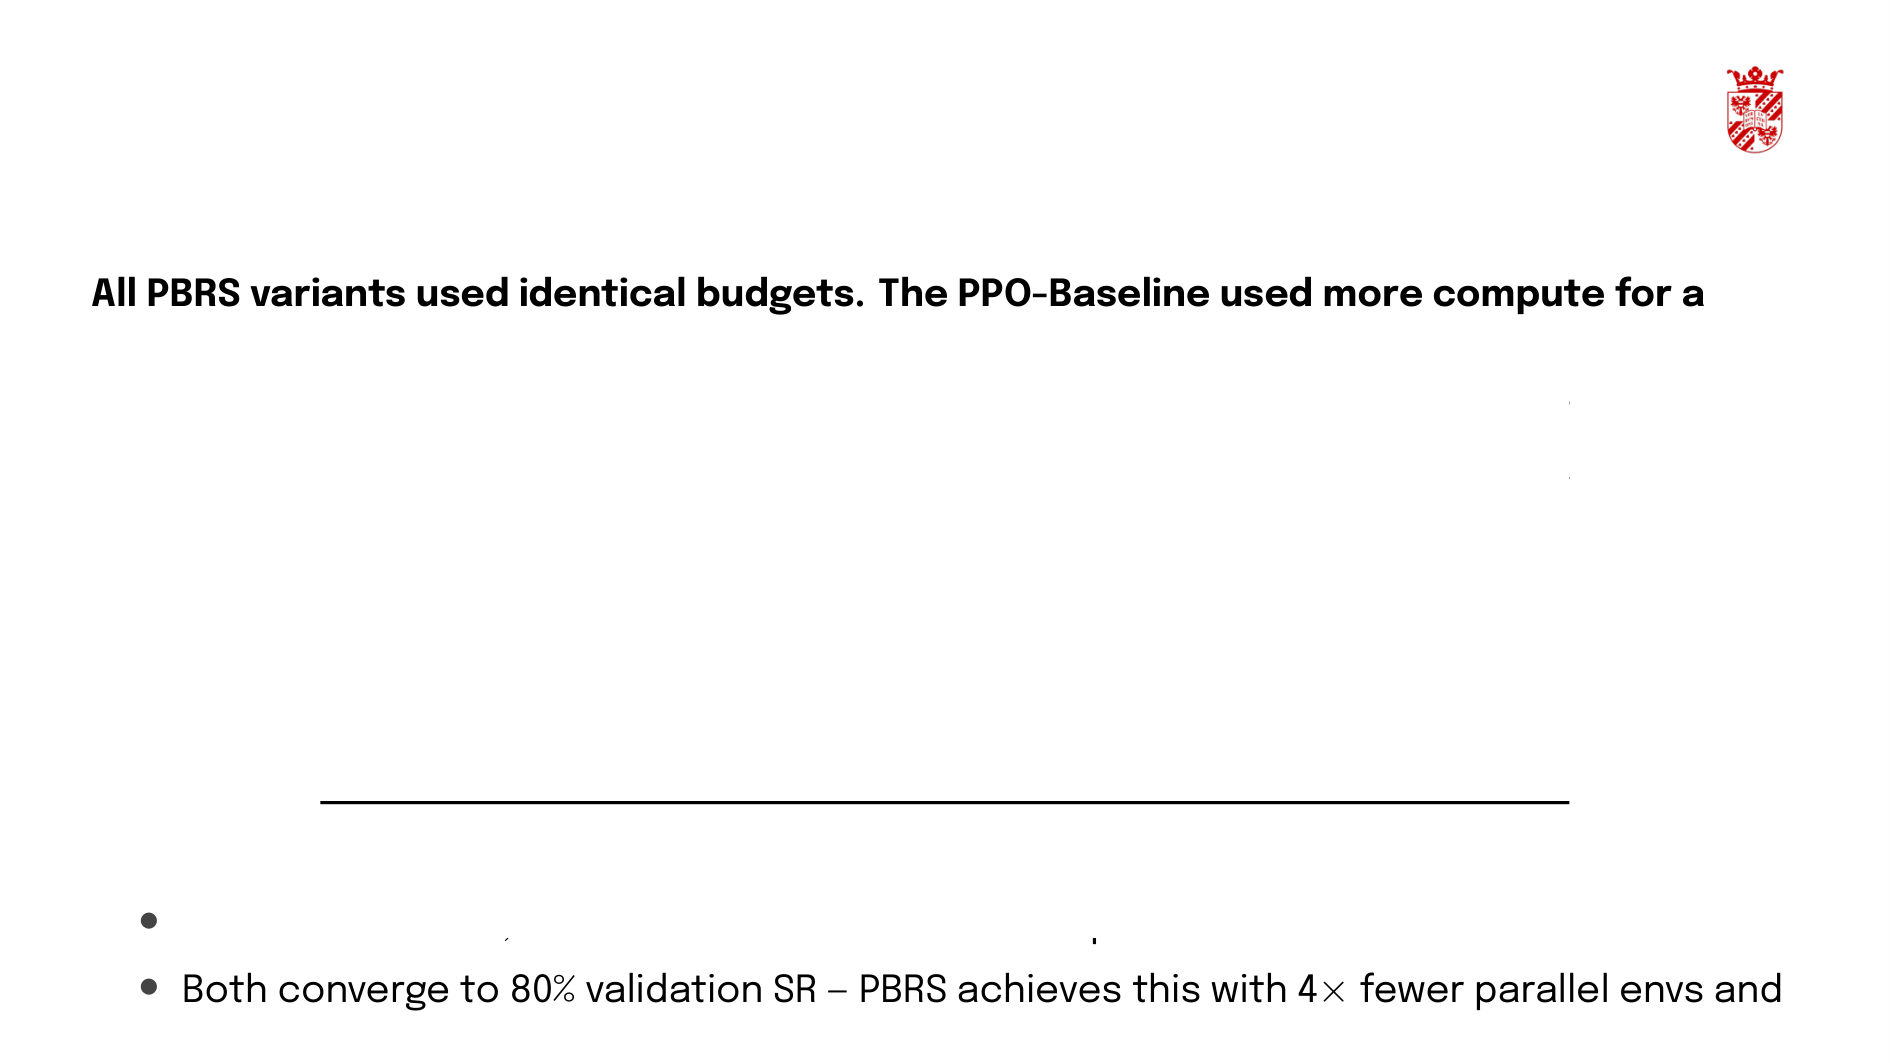 All PBRS variants used identical budgets. The PPO-Baseline used more compute for a
Both converge to 80% validation SR – PBRS achieves this with 4× fewer parallel envs and